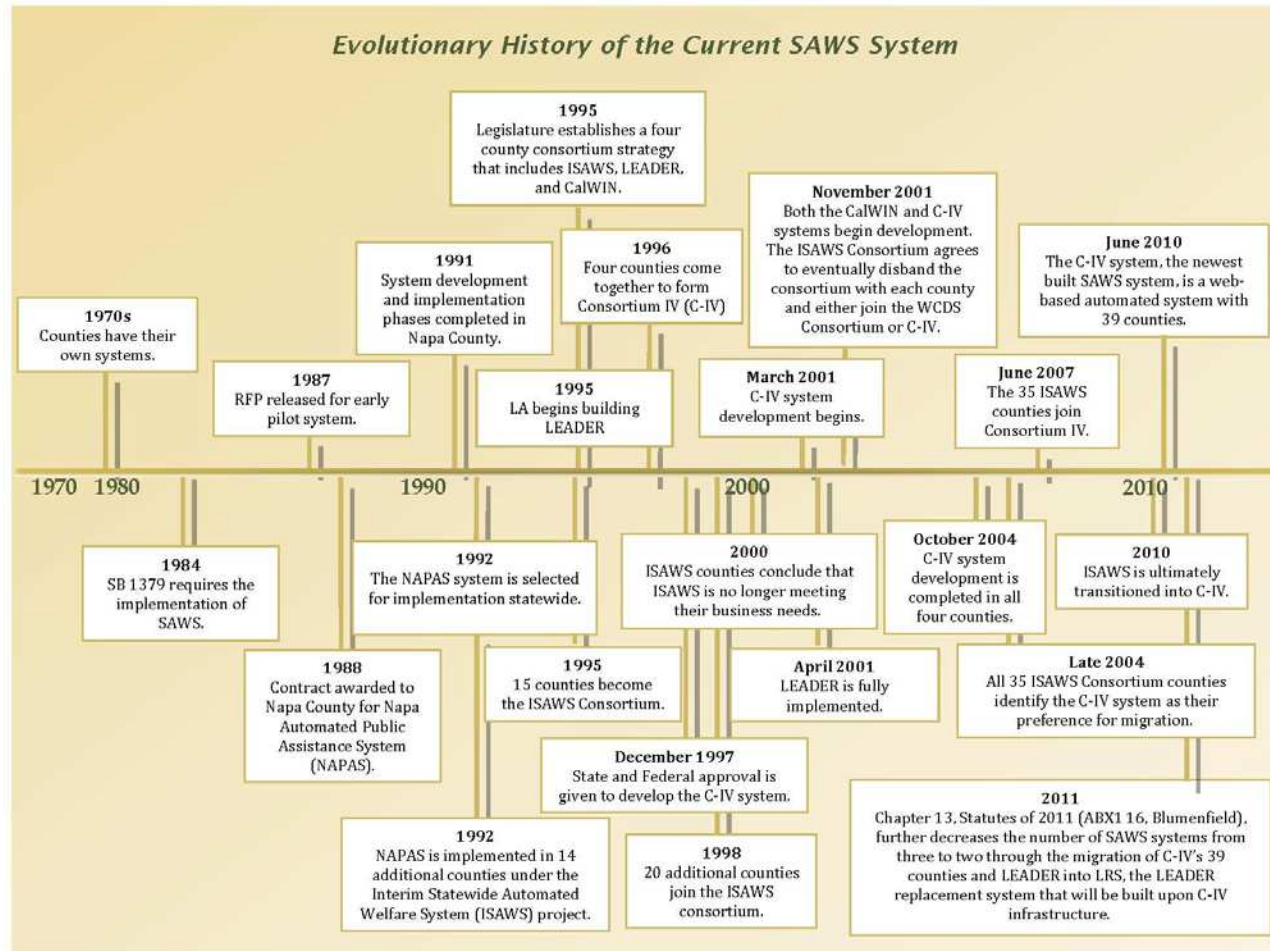 Evolutionary History of the Current SAWS System
1995
Legislature establishes a four
county consortium strategy
that includes ISAWS, LEADER,
and CalWIN.
November 2001
Both the CalWIN and C-IV
systems begin development.
The ISAWS Consortium agrees
to eventually disband the
consortium with each county
and either join the WCDS
Consortium or C-IV.
June 2010
The C-IV system, the newest
built SAWS system, is a web-
based automated system with
39 counties.
1991
System development
and implementation
phases completed in
Napa County.
1996
Four counties come
together to form
Consortium IV (C-IV)
1970s
Counties have their
own systems.
1987
RFP released for early
pilot system.
1995
LA begins building
LEADER
March 2001
C-IV system
development begins.
June 2007
The 35 ISAWS
counties join
Consortium IV.
1970 1980 1990 2000 2010
1984
SB 1379 requires the
implementation of
SAWS.
1992
The NAPAS system is selected
for implementation statewide.
2000
ISAWS counties conclude that
ISAWS is no longer meeting
their business needs.
October 2004
C-IV system
development is
completed in all
four counties.
2010
ISAWS is ultimately
transitioned into C-IV.
1988
Contract awarded to
Napa County for Napa
Automated Public
Assistance System
(NAPAS).
1995
15 counties become
the ISAWS Consortium.
April 2001
LEADER is fully
implemented.
Late 2004
All 35 ISAWS Consortium counties
identify the C-IV system as their
preference for migration.
December 1997
State and Federal approval is
given to develop the C-IV system.
1992
NAPAS is implemented in 14
additional counties under the
Interim Statewide Automated
Welfare System (ISAWS) project.
1998
20 additional counties
join the ISAWS
consortium.
2011
Chapter 13, Statutes of 2011 (ABX1 16, Blumenfield),
further decreases the number of SAWS systems from
three to two through the migration of C-IV's 39
counties and LEADER into LRS, the LEADER
replacement system that will be built upon C-IV
infrastructure.